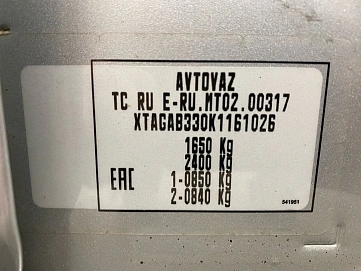 AVTOVAZ
TC RU E-RU.MT02.00317
XTAGAB330K1161026
1650 Kg
2400 Kg
1-0850 Kg
2-0840 Kg
EAC
541951